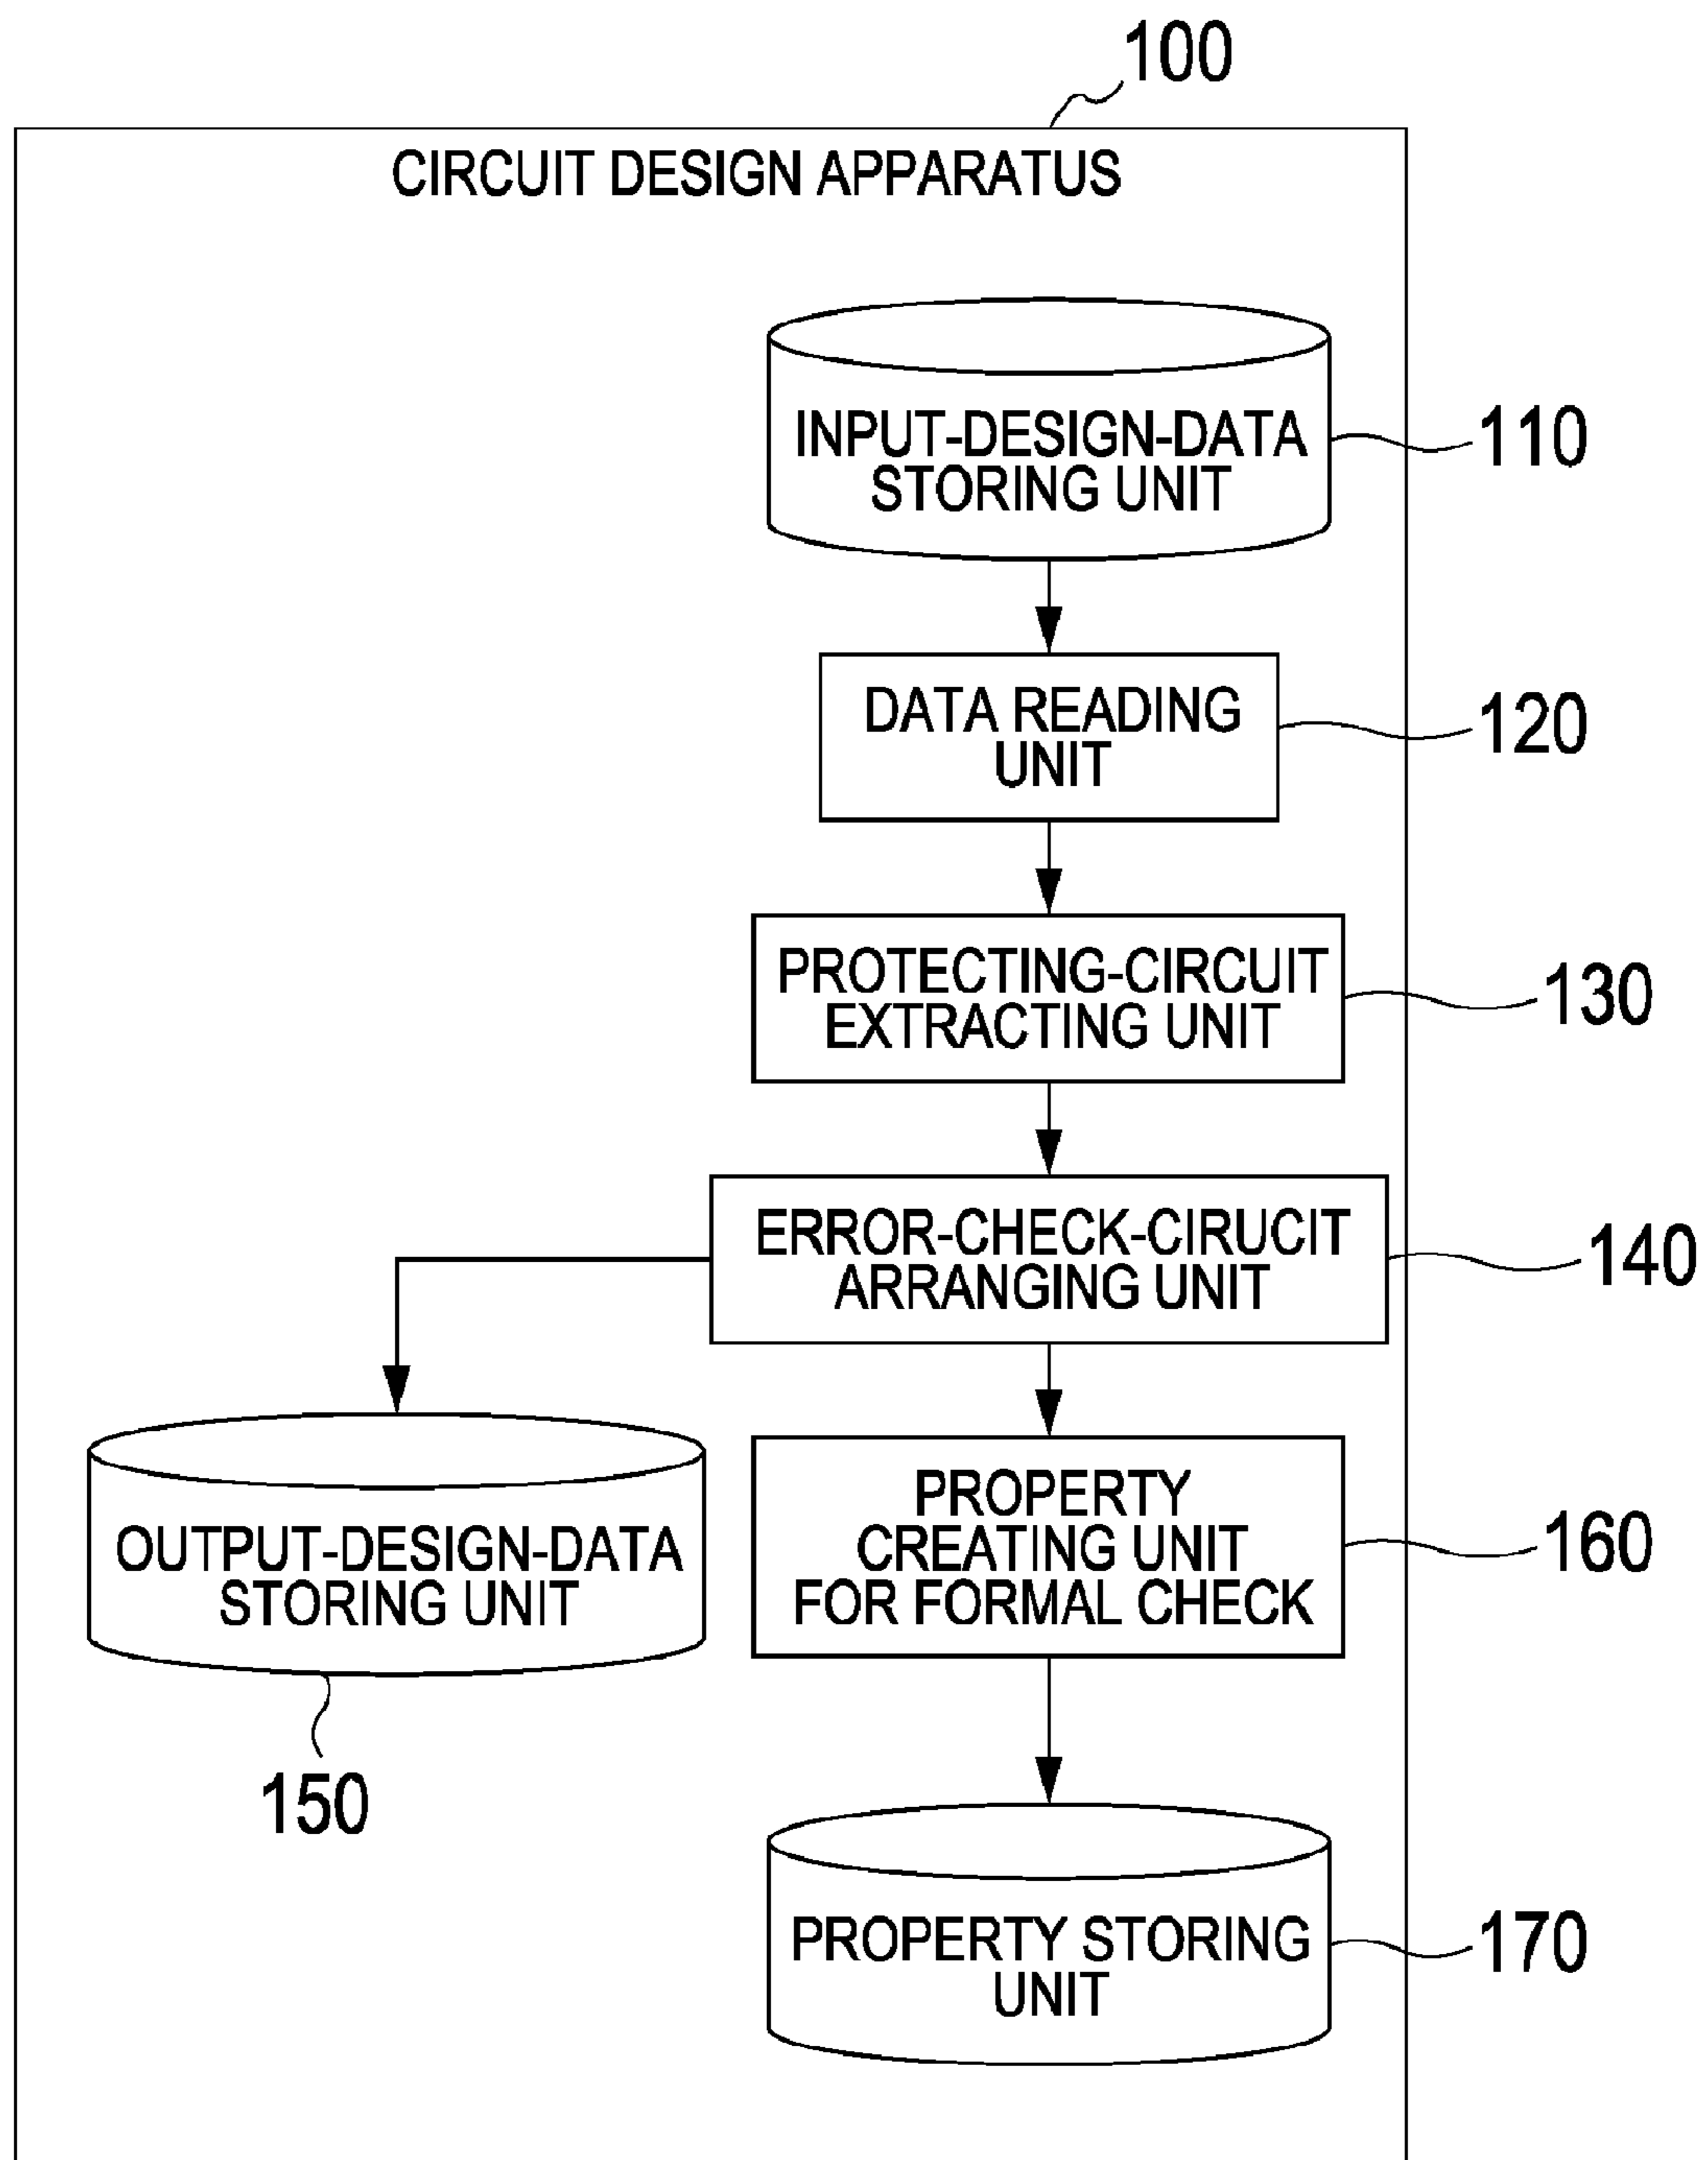 100
CIRCUIT DESIGN APPARATUS
INPUT-DESIGN-DATA
STORING UNIT
110
DATA READING
UNIT
120
PROTECTING-CIRCUIT
EXTRACTING UNIT
130
ERROR-CHECK-CIRUCIT
ARRANGING UNIT
140
OUTPUT-DESIGN-DATA
STORING UNIT
150
PROPERTY
CREATING UNIT
FOR FORMAL CHECK
160
PROPERTY STORING
UNIT
170